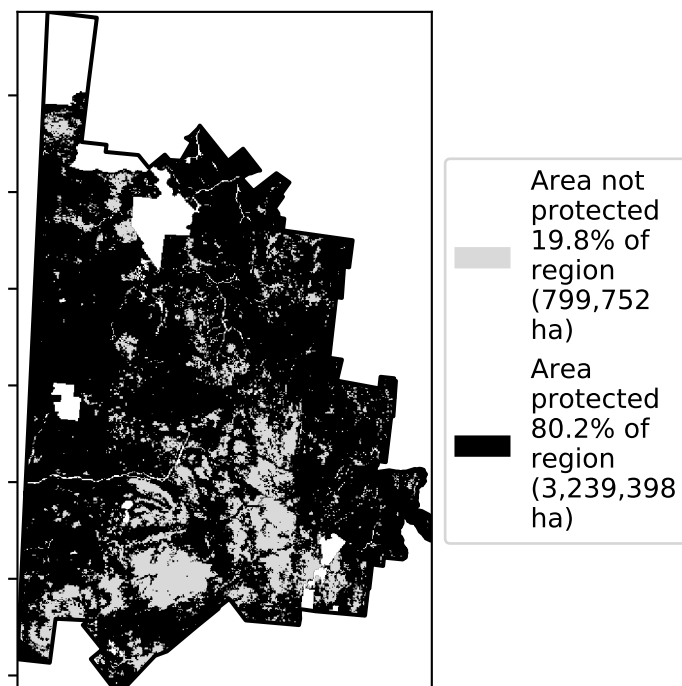 Area not
protected
19.8% of
region
(799,752
ha)
Area
protected
80.2% of
region
(3,239,398
ha)